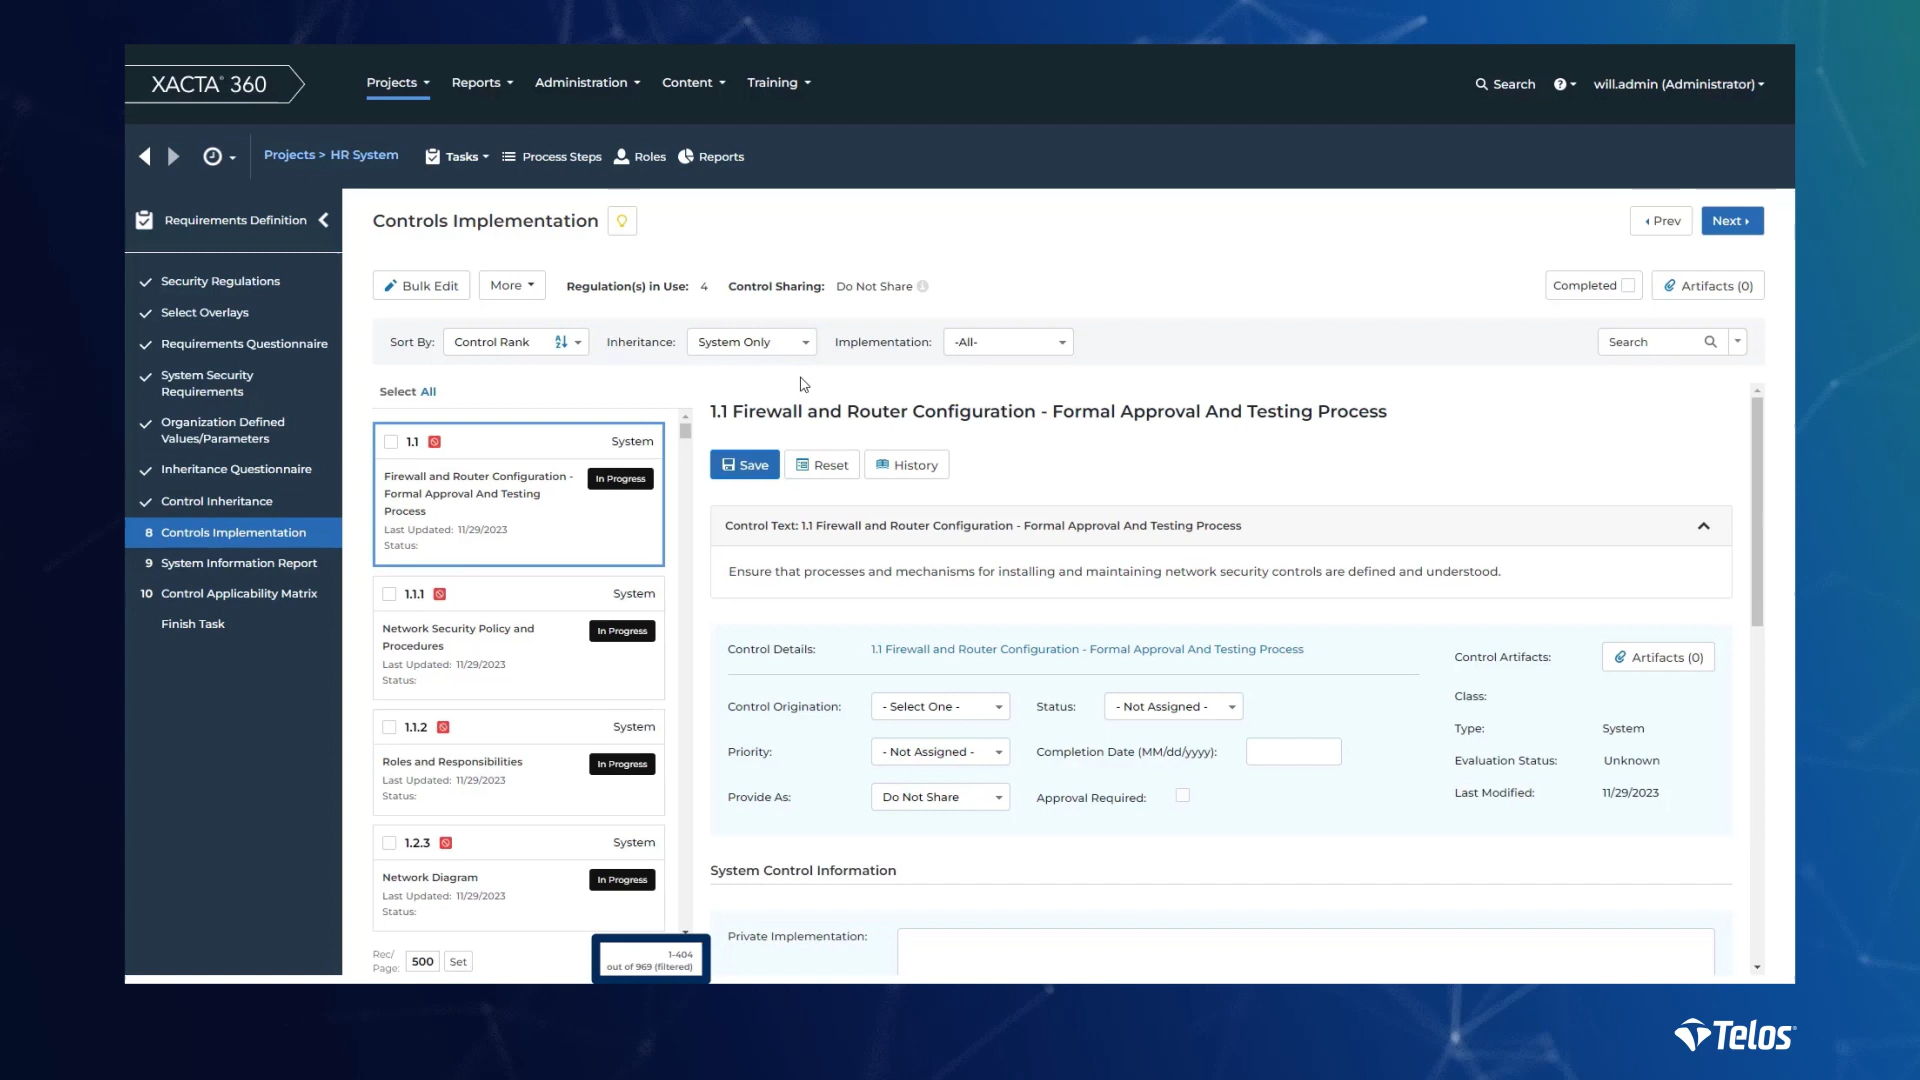 XACTA® 360
Projects
Reports
Administration
Content
Training
Search
will.admin (Administrator)
Projects > HR System
Tasks
Process Steps
Roles
Reports
Requirements Definition
Security Regulations
Select Overlays
Requirements Questionnaire
System Security
Requirements
Organization Defined
Values/Parameters
Inheritance Questionnaire
Control Inheritance
8 Controls Implementation
9 System Information Report
10 Control Applicability Matrix
Finish Task
Controls Implementation
Prev
Next
Bulk Edit
More
Regulation(s) in Use: 4
Control Sharing: Do Not Share
Completed
Artifacts (0)
Sort By: Control Rank
Inheritance: System Only
Implementation: -All-
Search
Select All
1.1 System
Firewall and Router Configuration -
Formal Approval And Testing
Process
In Progress
Last Updated: 11/29/2023
Status:
1.1.1 System
Network Security Policy and
Procedures
In Progress
Last Updated: 11/29/2023
Status:
1.1.2 System
Roles and Responsibilities
In Progress
Last Updated: 11/29/2023
Status:
1.2.3 System
Network Diagram
In Progress
Last Updated: 11/29/2023
Status:
Rec/
Page: 500 Set
1-404
out of 969 (filtered)
1.1 Firewall and Router Configuration - Formal Approval And Testing Process
Save
Reset
History
Control Text: 1.1 Firewall and Router Configuration - Formal Approval And Testing Process
Ensure that processes and mechanisms for installing and maintaining network security controls are defined and understood.
Control Details: 1.1 Firewall and Router Configuration - Formal Approval And Testing Process
Control Origination: - Select One -
Status: - Not Assigned -
Priority: - Not Assigned -
Completion Date (MM/dd/yyyy):
Provide As: Do Not Share
Approval Required:
Control Artifacts: Artifacts (0)
Class:
Type: System
Evaluation Status: Unknown
Last Modified: 11/29/2023
System Control Information
Private Implementation:
Telos®